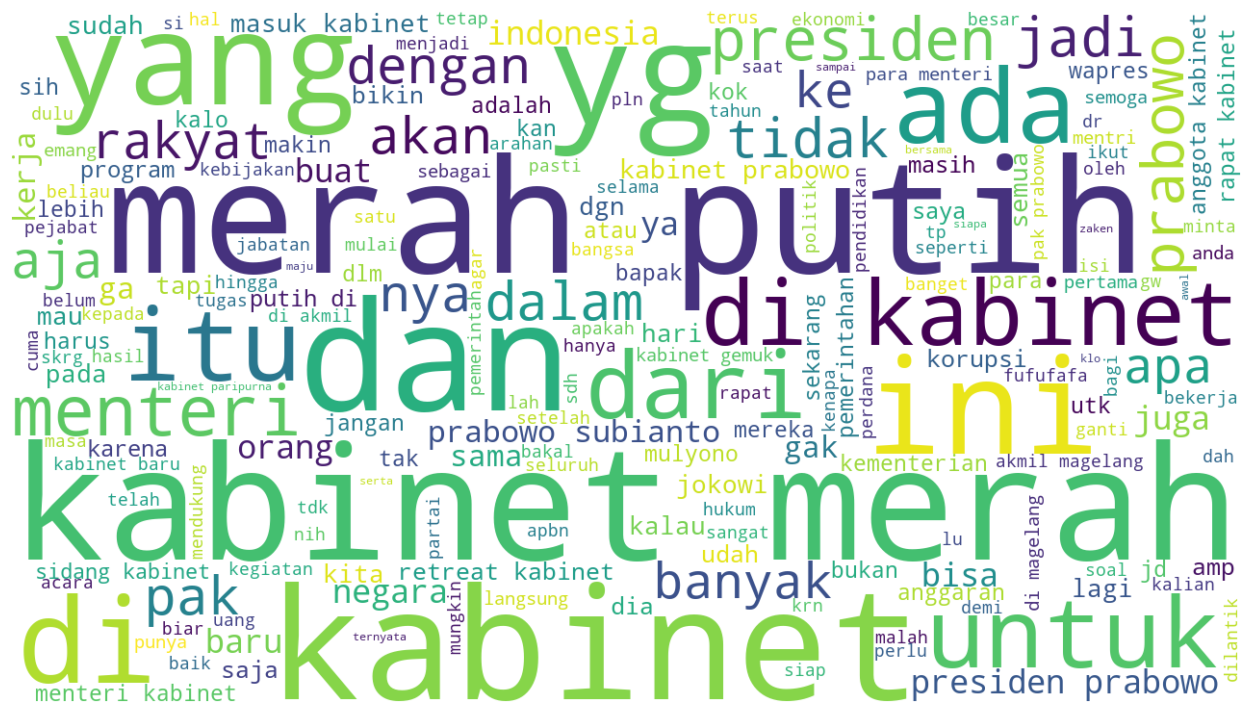 sudah si hal masuk kabinet tetap indonesia terus ekonomi besar
yang yg presiden jadi
menjadi dengan saat sampai para menteri wapres
sih bikin adalah pln kok ke ada semoga
dulu kalo akan kan tahun tidak dr prabowo anggota kabinet rapat kabinet
rakyat makin arahan mentri
emang bersama ikut
kerja program kebijakan buat sebagai pasti kabinet prabowo masih oleh
beliau merah putih semua pak prabowo
lebih satu selama dgn ya politik pendidikan saya minta
pejabat jabatan mulai atau tp siapa zaken
aja bangsa seperti anda
maju dlm bapak isi
ga tapi hingga nya dalam di kabinet banget para pertama gw awal
belum tugas putih di
mau kepada di akmil pemerintah agar
cuma harus itu dan apakah hari sekarang pemerintahan
skrg hasil hanya kabinet gemuk korupsi klo
pada dari ini fufufafa bagi apa
kabinet paripurna sdh rapat kenapa perdana bekerja
menteri lah utk
jangan setelah juga
masa karena orang prabowo subianto mereka ganti
kabinet baru tak sama bakal mulyono gak kementerian akmil magelang dah
seluruh
telah mendukung kabinet merah serta jokowi
tdk partai apbn hukum di magelang
nih kalau sangat lu
udah
sidang kabinet kegiatan kita retreat kabinet bukan bisa soal jd amp
acara pak negara langsung banyak anggaran lagi kalian
di biar uang kabinet dia krn demi untuk
punya baru ternyata mungkin malah dilantik
baik saja siap perlu
menteri kabinet presiden prabowo